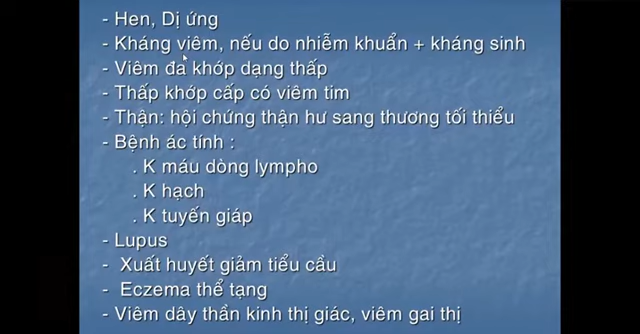 - Hen, Dị ứng
- Kháng viêm, nếu do nhiễm khuẩn + kháng sinh
- Viêm đa khớp dạng thấp
- Thấp khớp cấp có viêm tim
- Thận: hội chứng thận hư sang thương tối thiểu
- Bệnh ác tính :
. K máu dòng lympho
. K hạch
. K tuyến giáp
- Lupus
- Xuất huyết giảm tiểu cầu
- Eczema thể tạng
- Viêm dây thần kinh thị giác, viêm gai thị